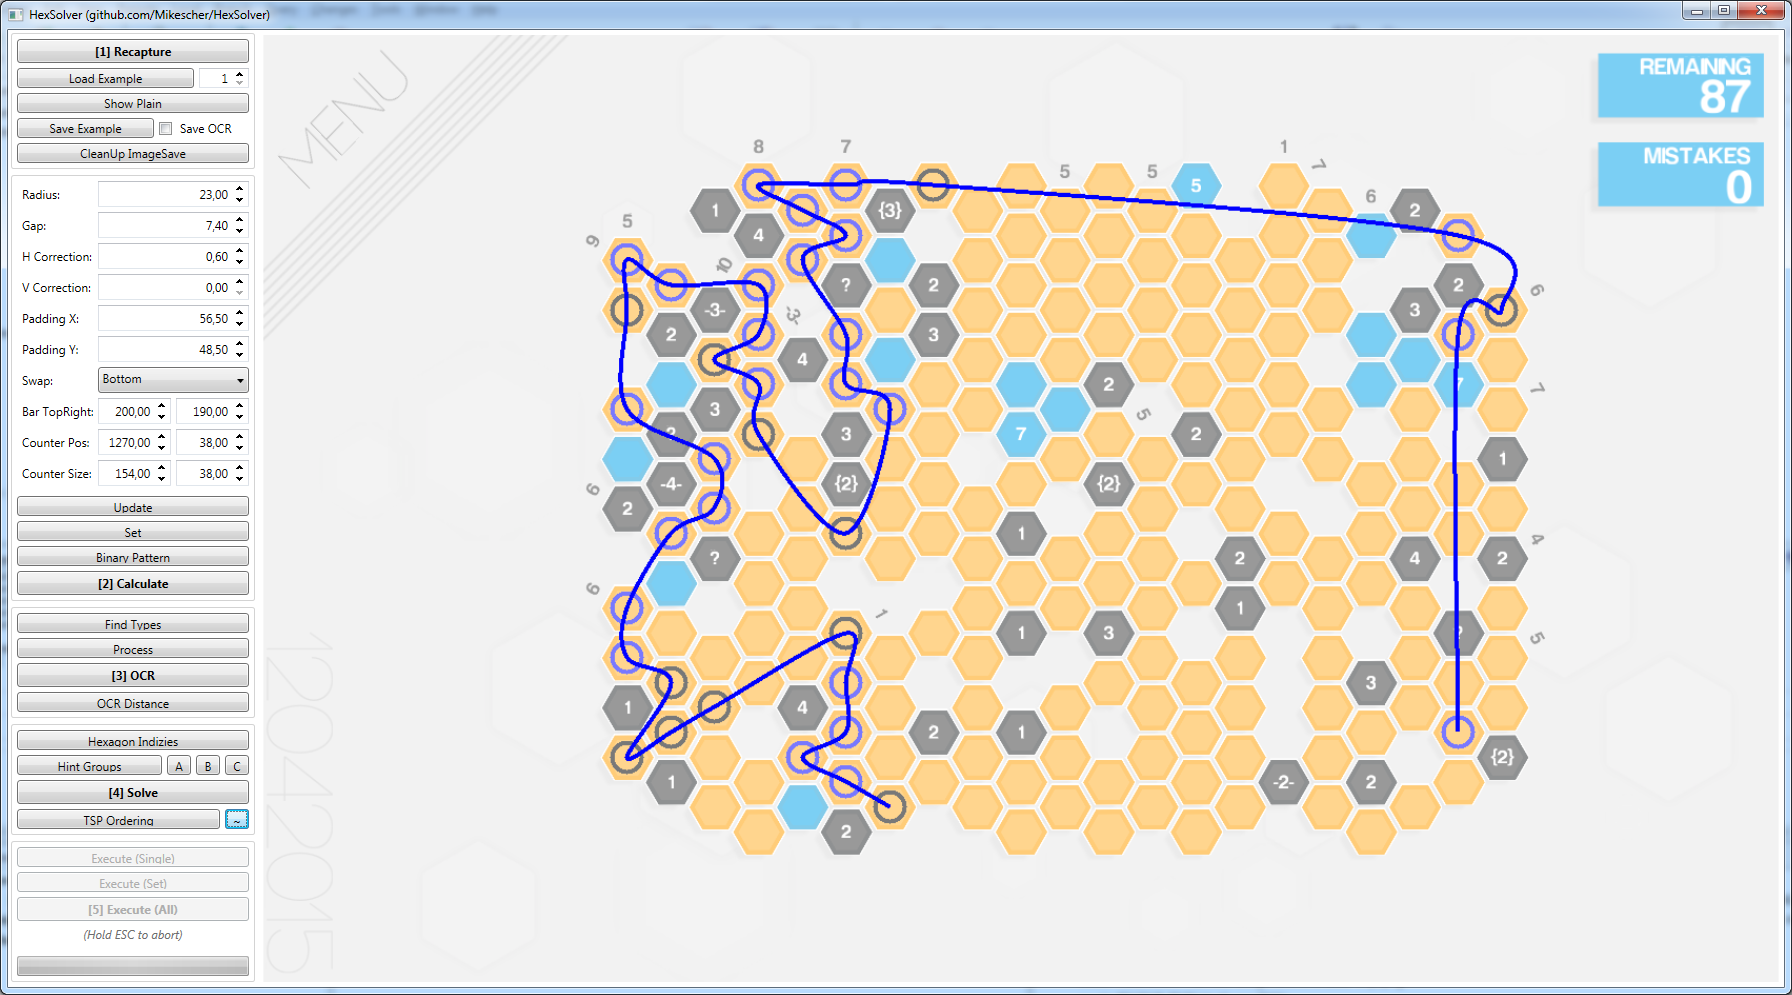 HexSolver (github.com/Mikescher/HexSolver)
[1] Recapture
Load Example 1
Show Plain
Save Example Save OCR
CleanUp ImageSave
Radius: 23,00
Gap: 7,40
H Correction: 0,60
V Correction: 0,00
Padding X: 56,50
Padding Y: 48,50
Swap: Bottom
Bar TopRight: 200,00 190,00
Counter Pos: 1270,00 38,00
Counter Size: 154,00 38,00
Update
Set
Binary Pattern
[2] Calculate
Find Types
Process
[3] OCR
OCR Distance
Hexagon Indizies
Hint Groups A B C
[4] Solve
TSP Ordering ~
Execute (Single)
Execute (Set)
[5] Execute (All)
(Hold ESC to abort)
MENU
12042015
REMAINING
87
MISTAKES
0
8 7 1
5 5 7
5
6
1 {3} 2
5
4
9
10
? 2 2
6
-3- -3- 3
2 3
4
2 7
7
3 5
3 7 2
1
-4- {2} {2}
6
2
1
4
? 2 4 2
6
1
1
1 3 ?
5
3
1 4
2 1
{2}
1 -2- 2
2